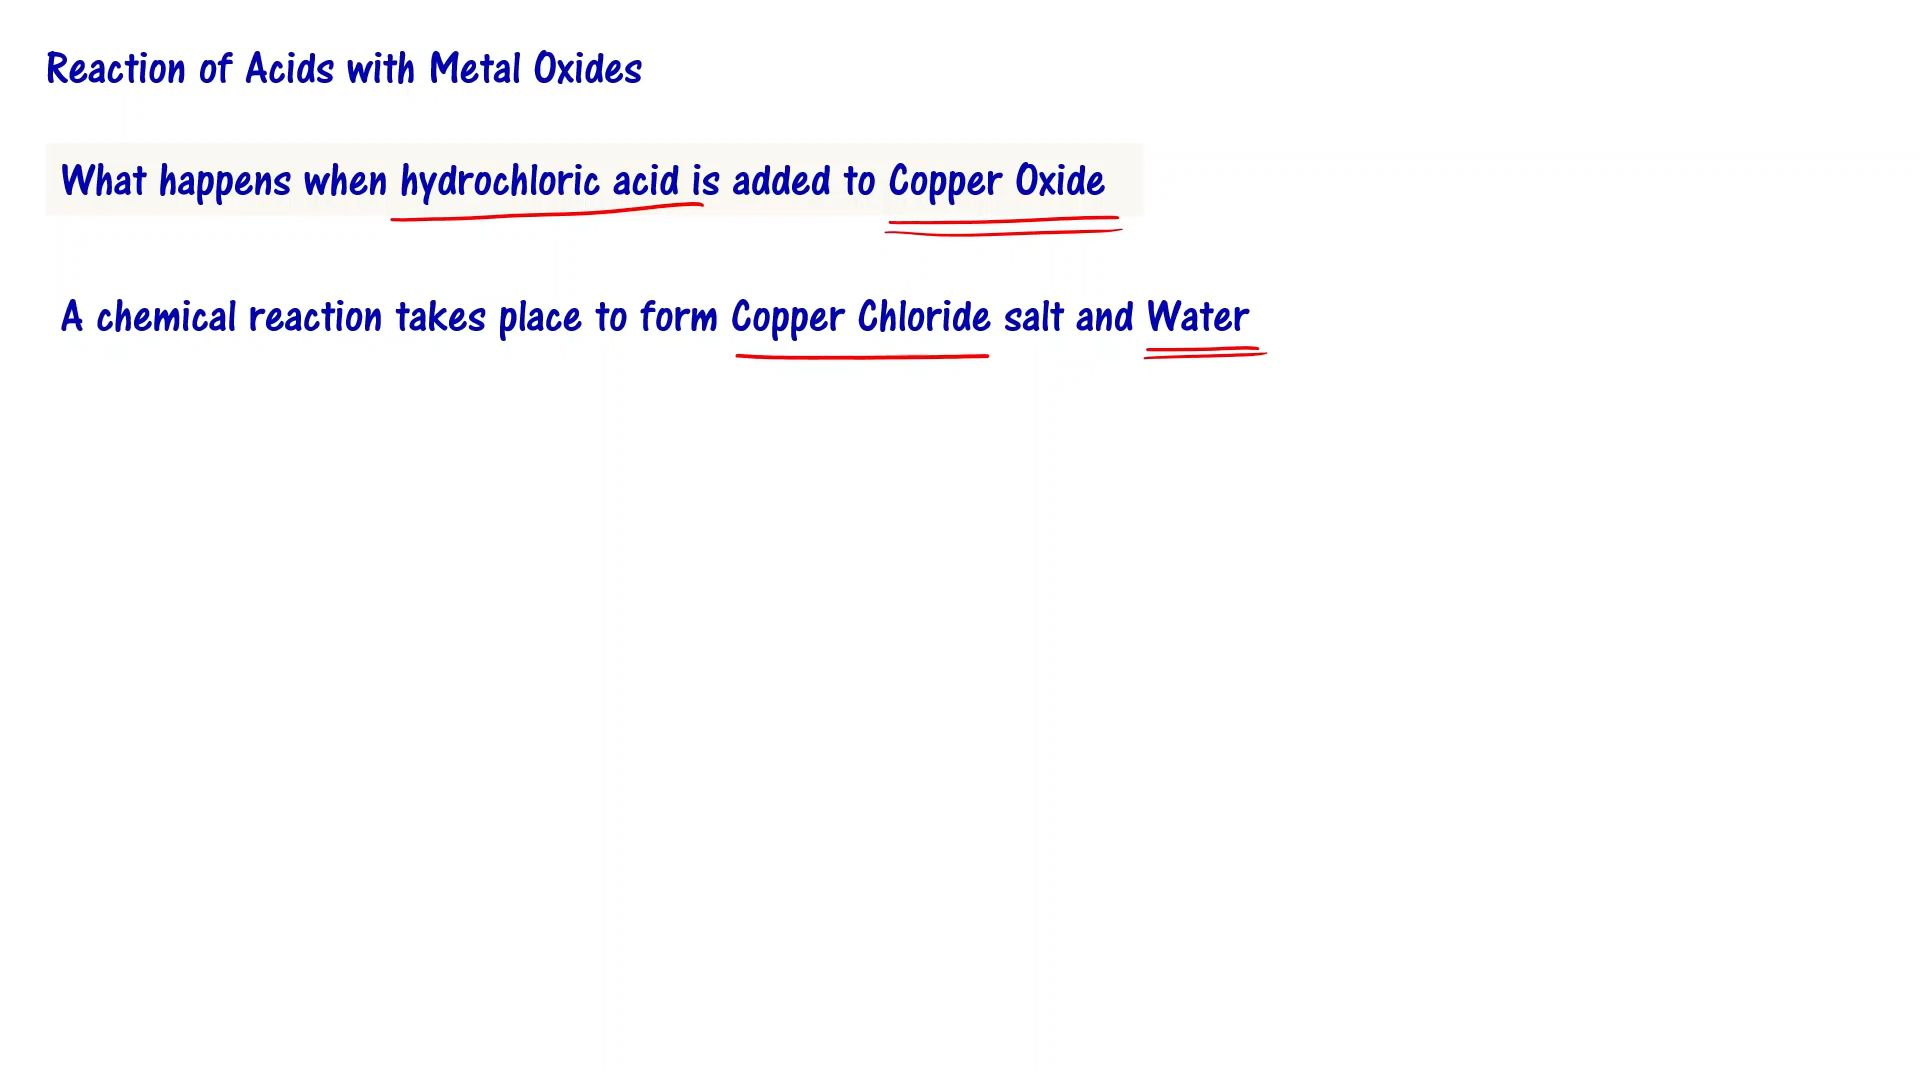 Reaction of Acids with Metal Oxides
What happens when hydrochloric acid is added to Copper Oxide
A chemical reaction takes place to form Copper Chloride salt and Water